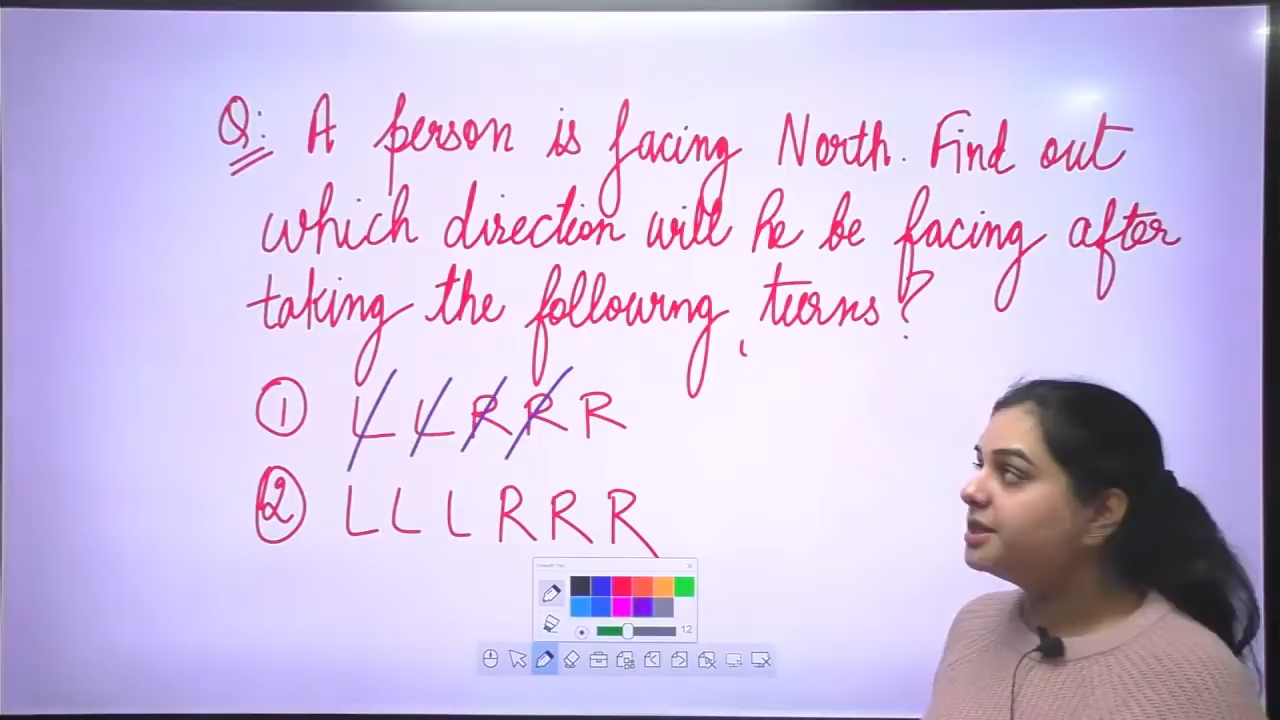 Q: A person is facing North. Find out
which direction will he be facing after
taking the following turns?
① L L R R R
② L L L R R R
12